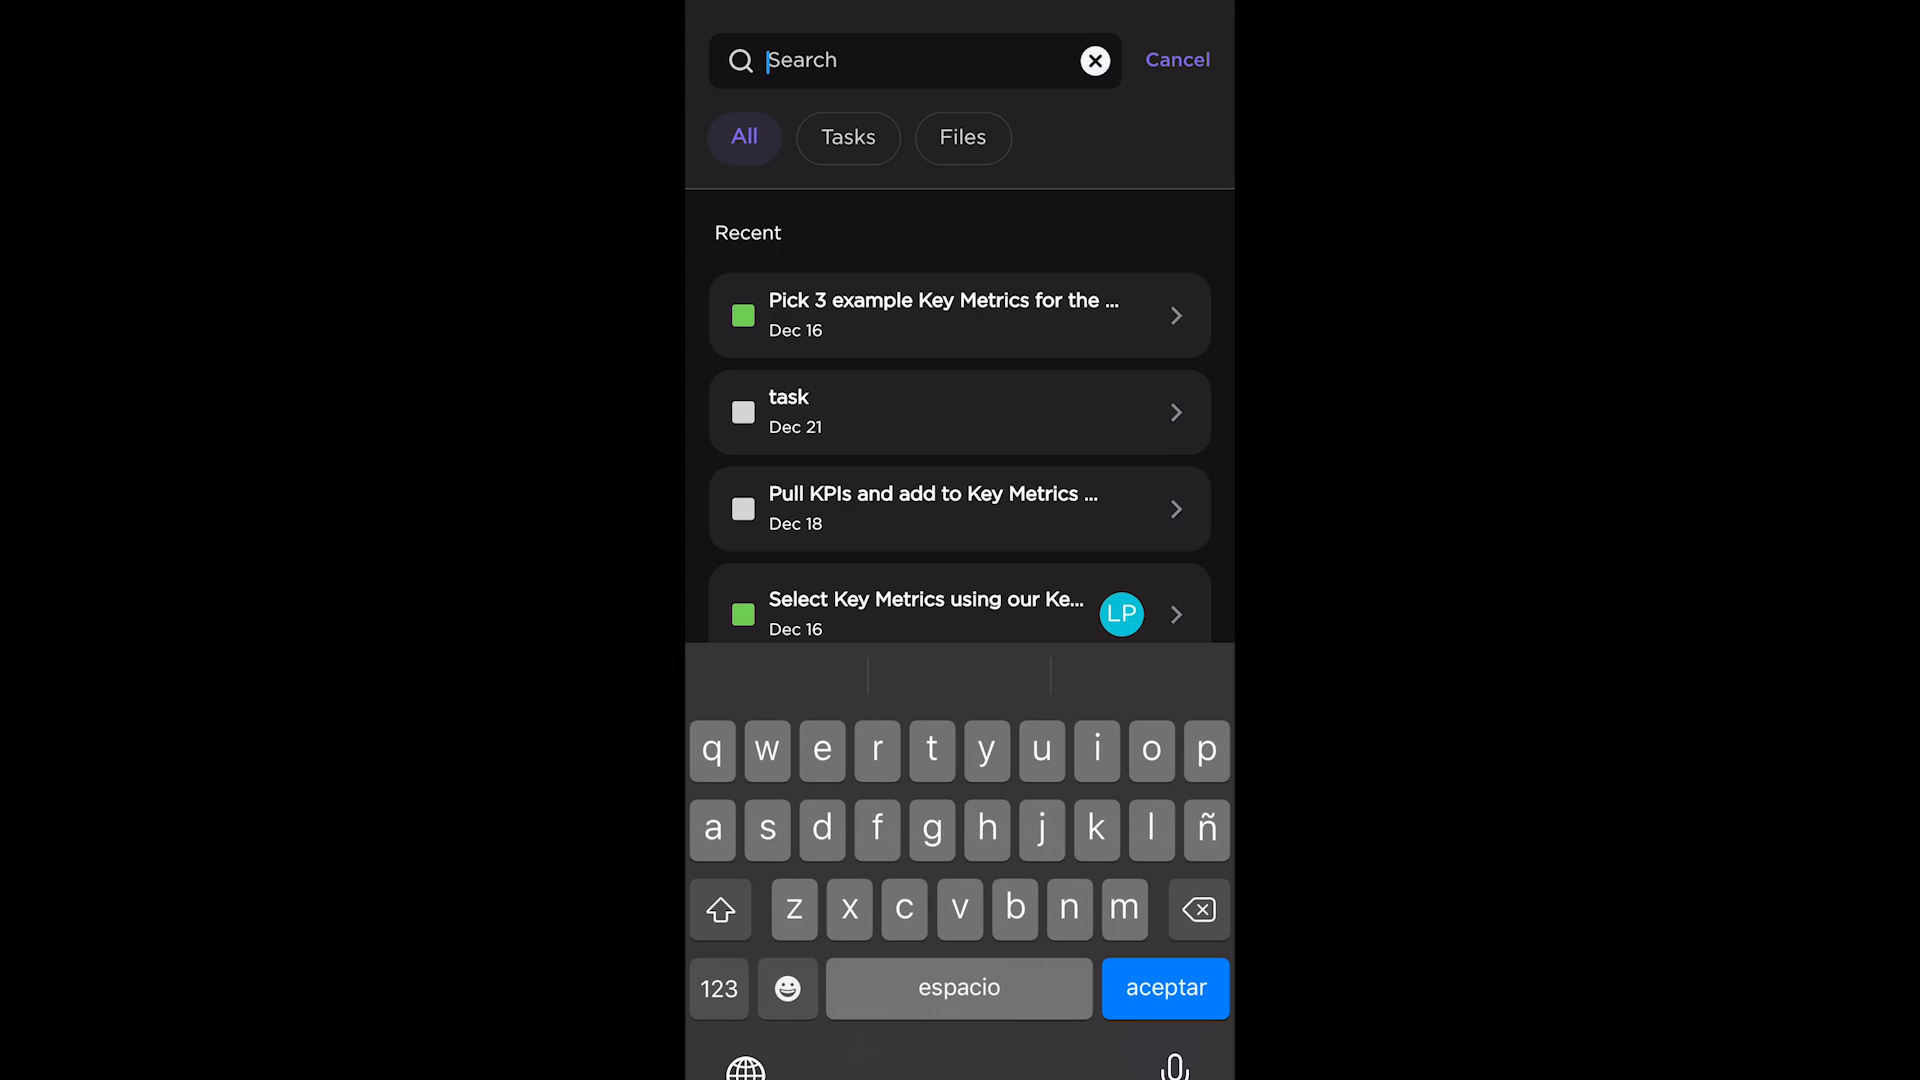 Search
Cancel
All
Tasks
Files
Recent
Pick 3 example Key Metrics for the ...
Dec 16
task
Dec 21
Pull KPIs and add to Key Metrics ...
Dec 18
Select Key Metrics using our Ke...
LP
Dec 16
q w e r t y u i o p
a s d f g h j k l ñ
z x c v b n m
123
espacio
aceptar